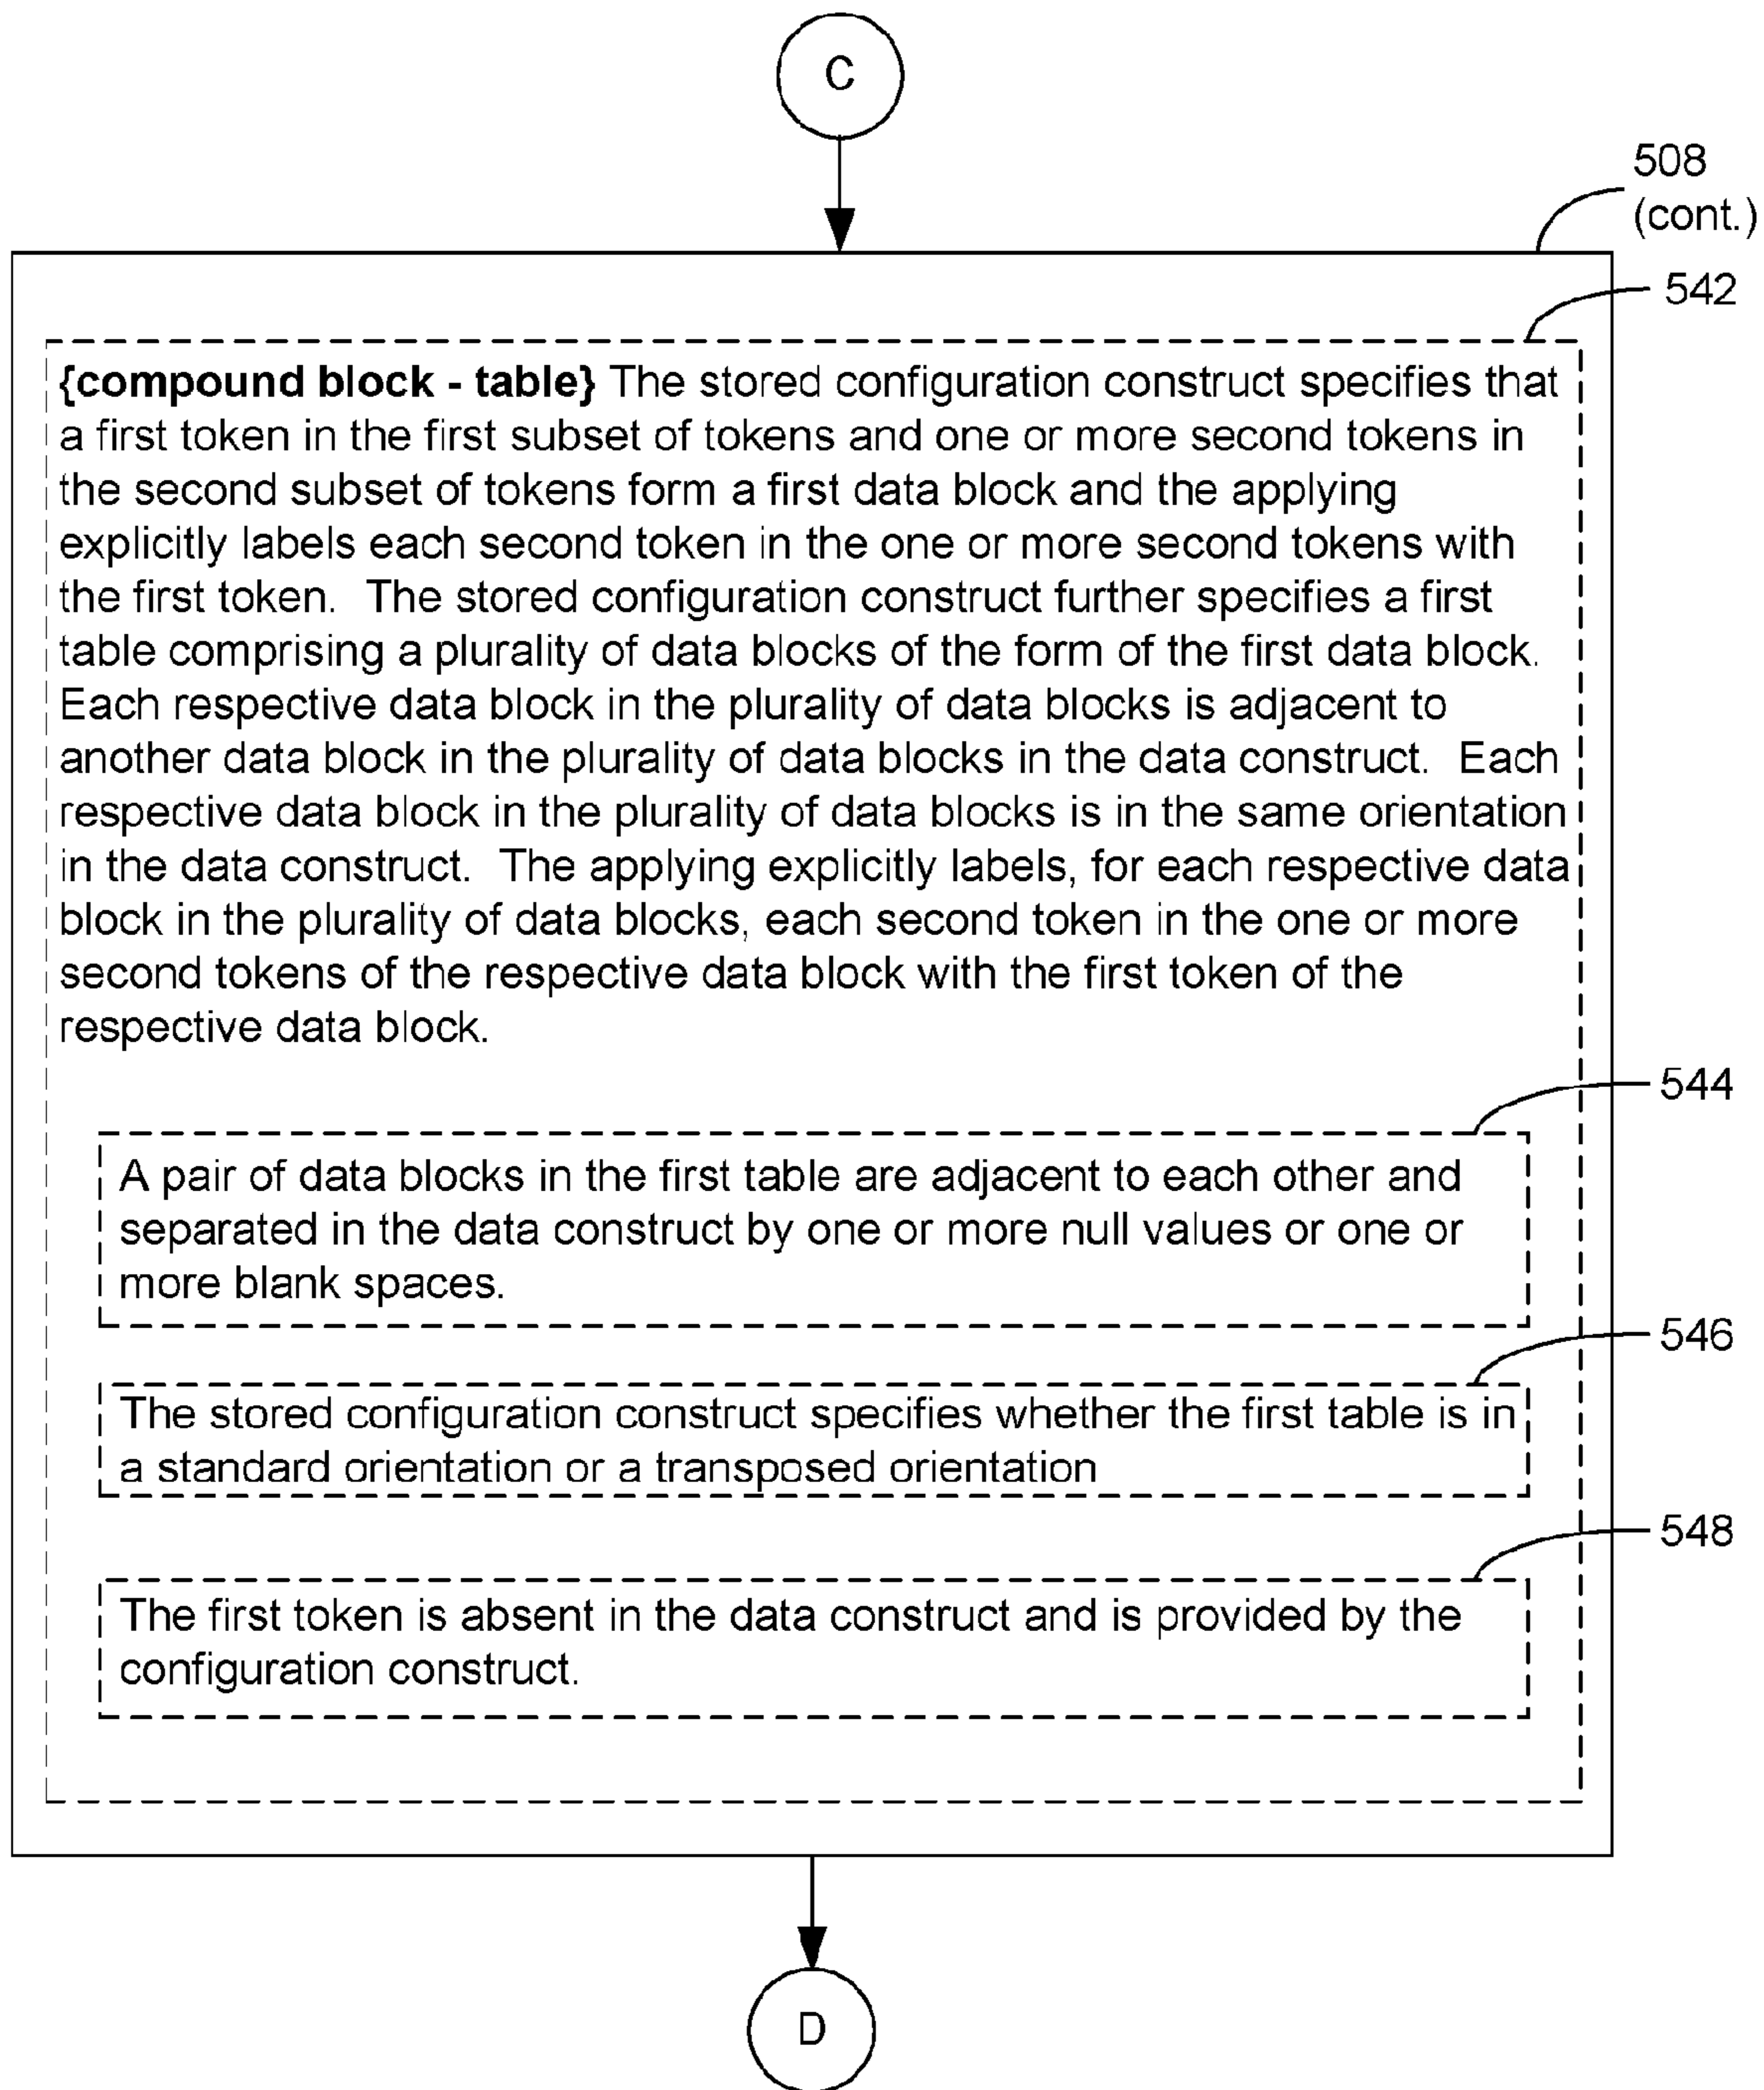 C
508
(cont.)
542
{compound block - table} The stored configuration construct specifies that
a first token in the first subset of tokens and one or more second tokens in
the second subset of tokens form a first data block and the applying
explicitly labels each second token in the one or more second tokens with
the first token.  The stored configuration construct further specifies a first
table comprising a plurality of data blocks of the form of the first data block.
Each respective data block in the plurality of data blocks is adjacent to
another data block in the plurality of data blocks in the data construct.  Each
respective data block in the plurality of data blocks is in the same orientation
in the data construct.  The applying explicitly labels, for each respective data
block in the plurality of data blocks, each second token in the one or more
second tokens of the respective data block with the first token of the
respective data block.
544
A pair of data blocks in the first table are adjacent to each other and
separated in the data construct by one or more null values or one or
more blank spaces.
546
The stored configuration construct specifies whether the first table is in
a standard orientation or a transposed orientation
548
The first token is absent in the data construct and is provided by the
configuration construct.
D